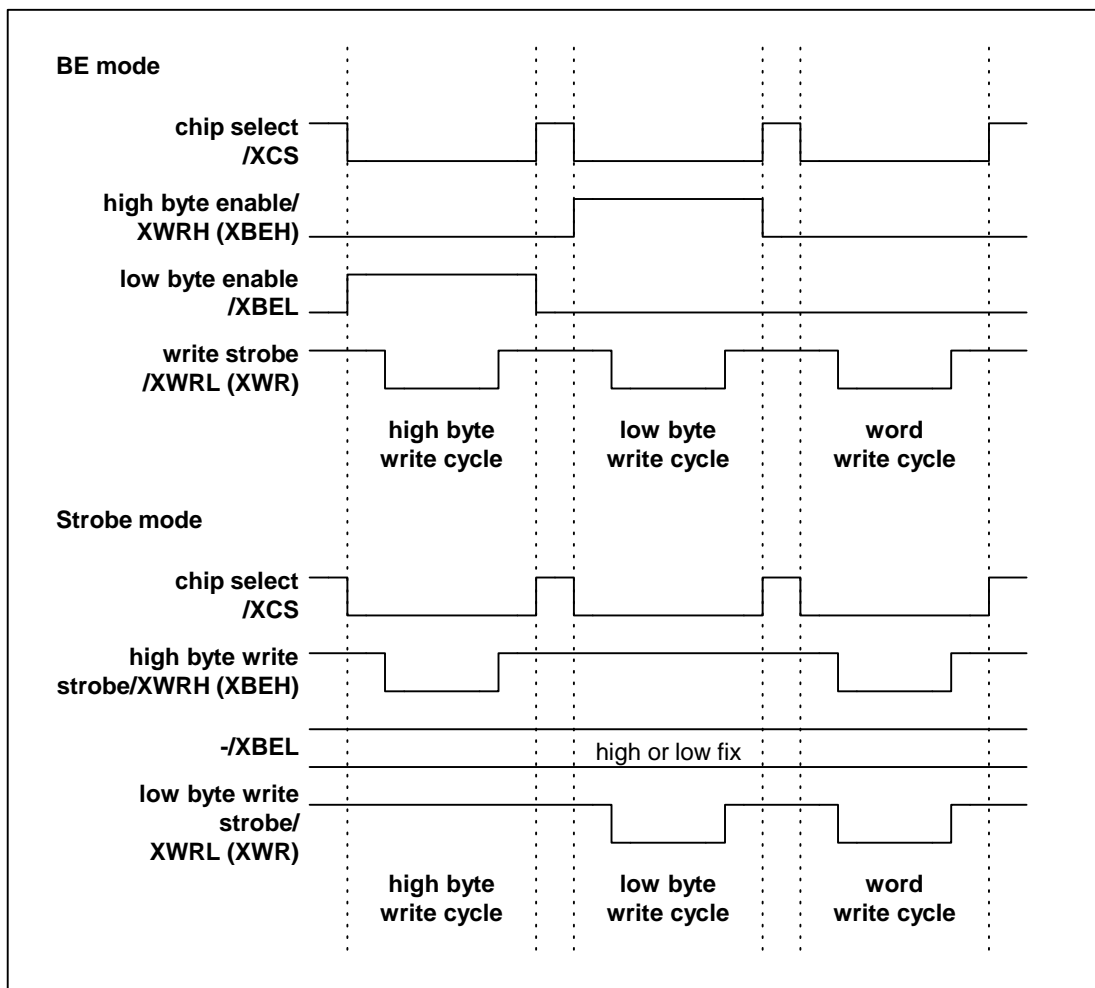 BE mode
chip select
/XCS
high byte enable/
XWRH (XBEH)
low byte enable
/XBEL
write strobe
/XWRL (XWR)
high byte
write cycle
low byte
write cycle
word
write cycle
Strobe mode
chip select
/XCS
high byte write
strobe/XWRH (XBEH)
-/XBEL
high or low fix
low byte write
strobe/
XWRL (XWR)
high byte
write cycle
low byte
write cycle
word
write cycle